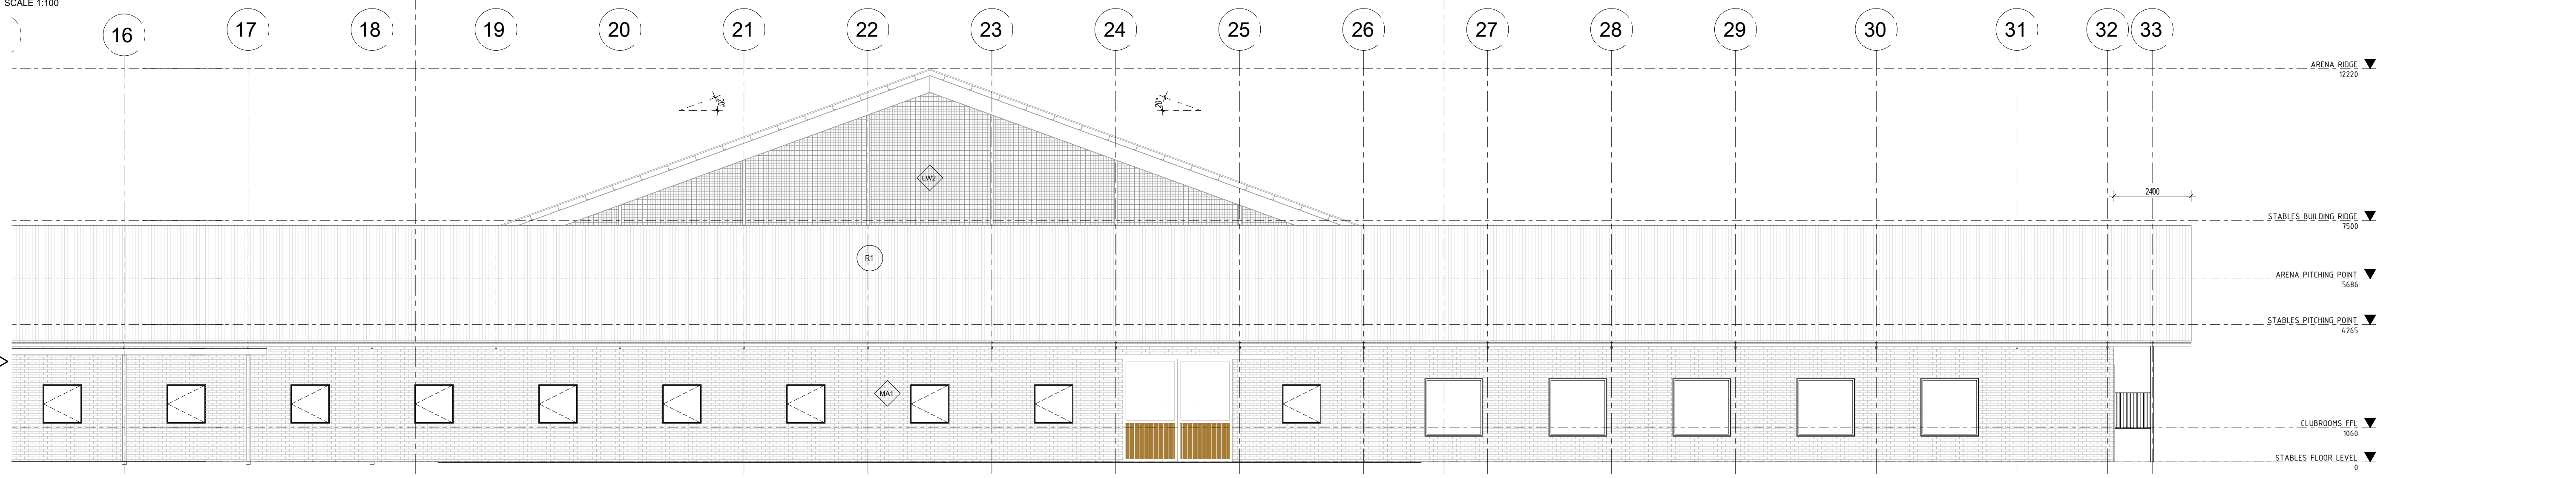 SCALE 1:100
16
17
18
19
20
21
22
23
24
25
26
27
28
29
30
31
32
33
ARENA RIDGE
12220
20°
20°
LW2
2400
STABLES BUILDING RIDGE
7500
R1
ARENA PITCHING POINT
5686
STABLES PITCHING POINT
4265
MA1
CLUBROOMS FFL
1060
STABLES FLOOR LEVEL
0